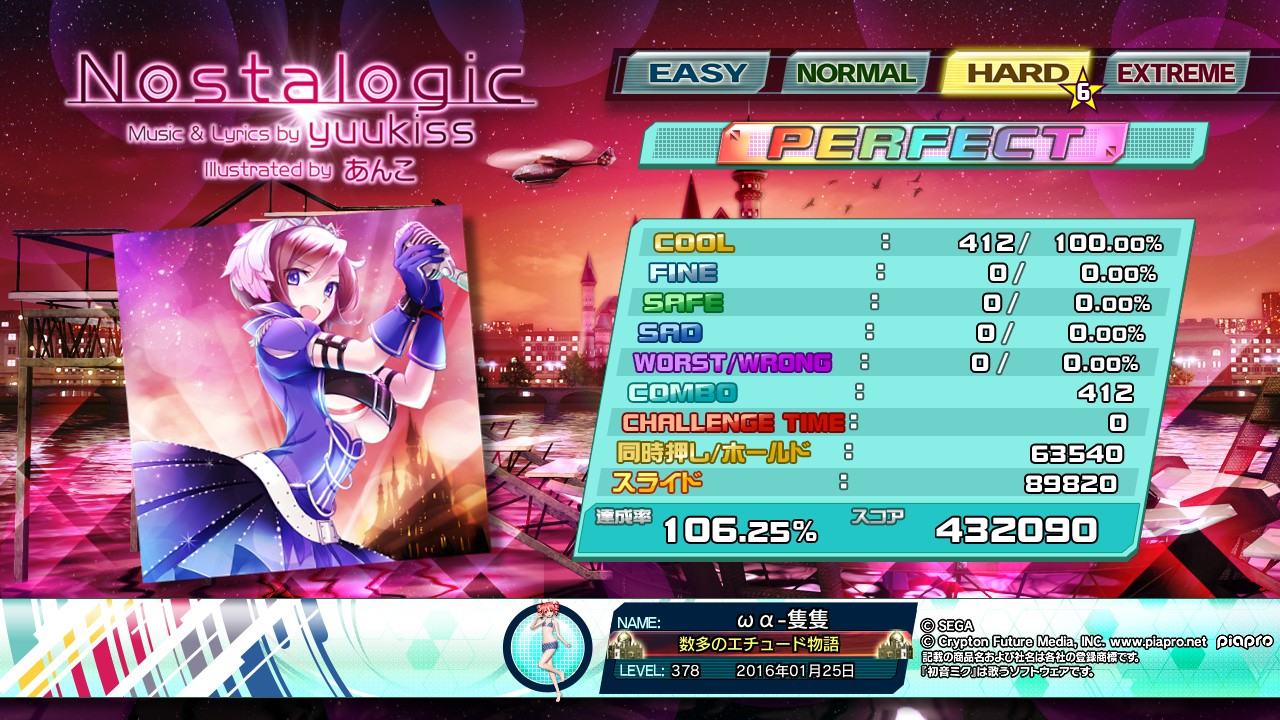 Nostalogic
Music & Lyrics by yuukiss
Illustrated by あんこ
EASY NORMAL HARD 6 EXTREME
PERFECT
COOL : 412/ 100.00%
FINE : 0/ 0.00%
SAFE : 0/ 0.00%
SAD : 0/ 0.00%
WORST/WRONG : 0/ 0.00%
COMBO : 412
CHALLENGE TIME : 0
同時押し/ホールド : 63540
スライド : 89820
達成率 106.25% スコア 432090
NAME: ωα-隻隻
数多のエチュード物語
LEVEL: 378 2016年01月25日
© SEGA
© Crypton Future Media, INC. www.piapro.net piapro
記載の商品名および社名は各社の登録商標です。
『初音ミク』は歌うソフトウェアです。